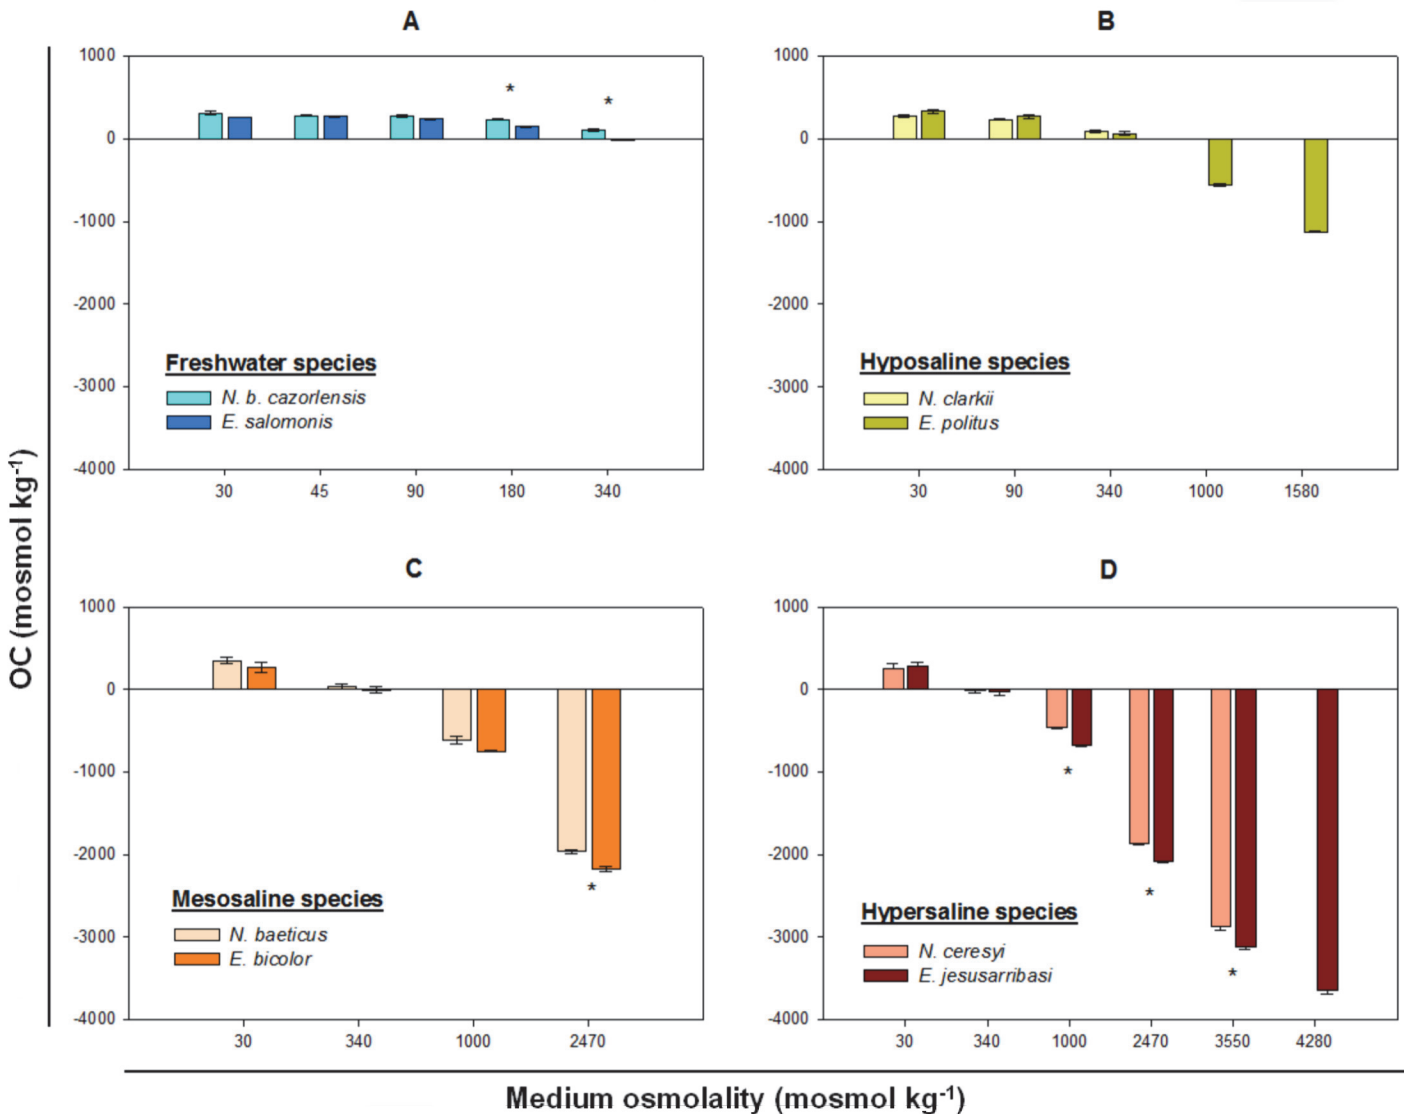 A
1000
0
-1000
-2000
-3000
-4000
*
*
Freshwater species
N. b. cazorlensis
E. salomonis
30 45 90 180 340
B
1000
0
-1000
-2000
-3000
-4000
Hyposaline species
N. clarkii
E. politus
30 90 340 1000 1580
OC (mosmol kg-1)
C
1000
0
-1000
-2000
-3000
-4000
*
Mesosaline species
N. baeticus
E. bicolor
30 340 1000 2470
D
1000
0
-1000
-2000
-3000
-4000
*
*
*
Hypersaline species
N. ceresyi
E. jesusarribasi
30 340 1000 2470 3550 4280
Medium osmolality (mosmol kg-1)